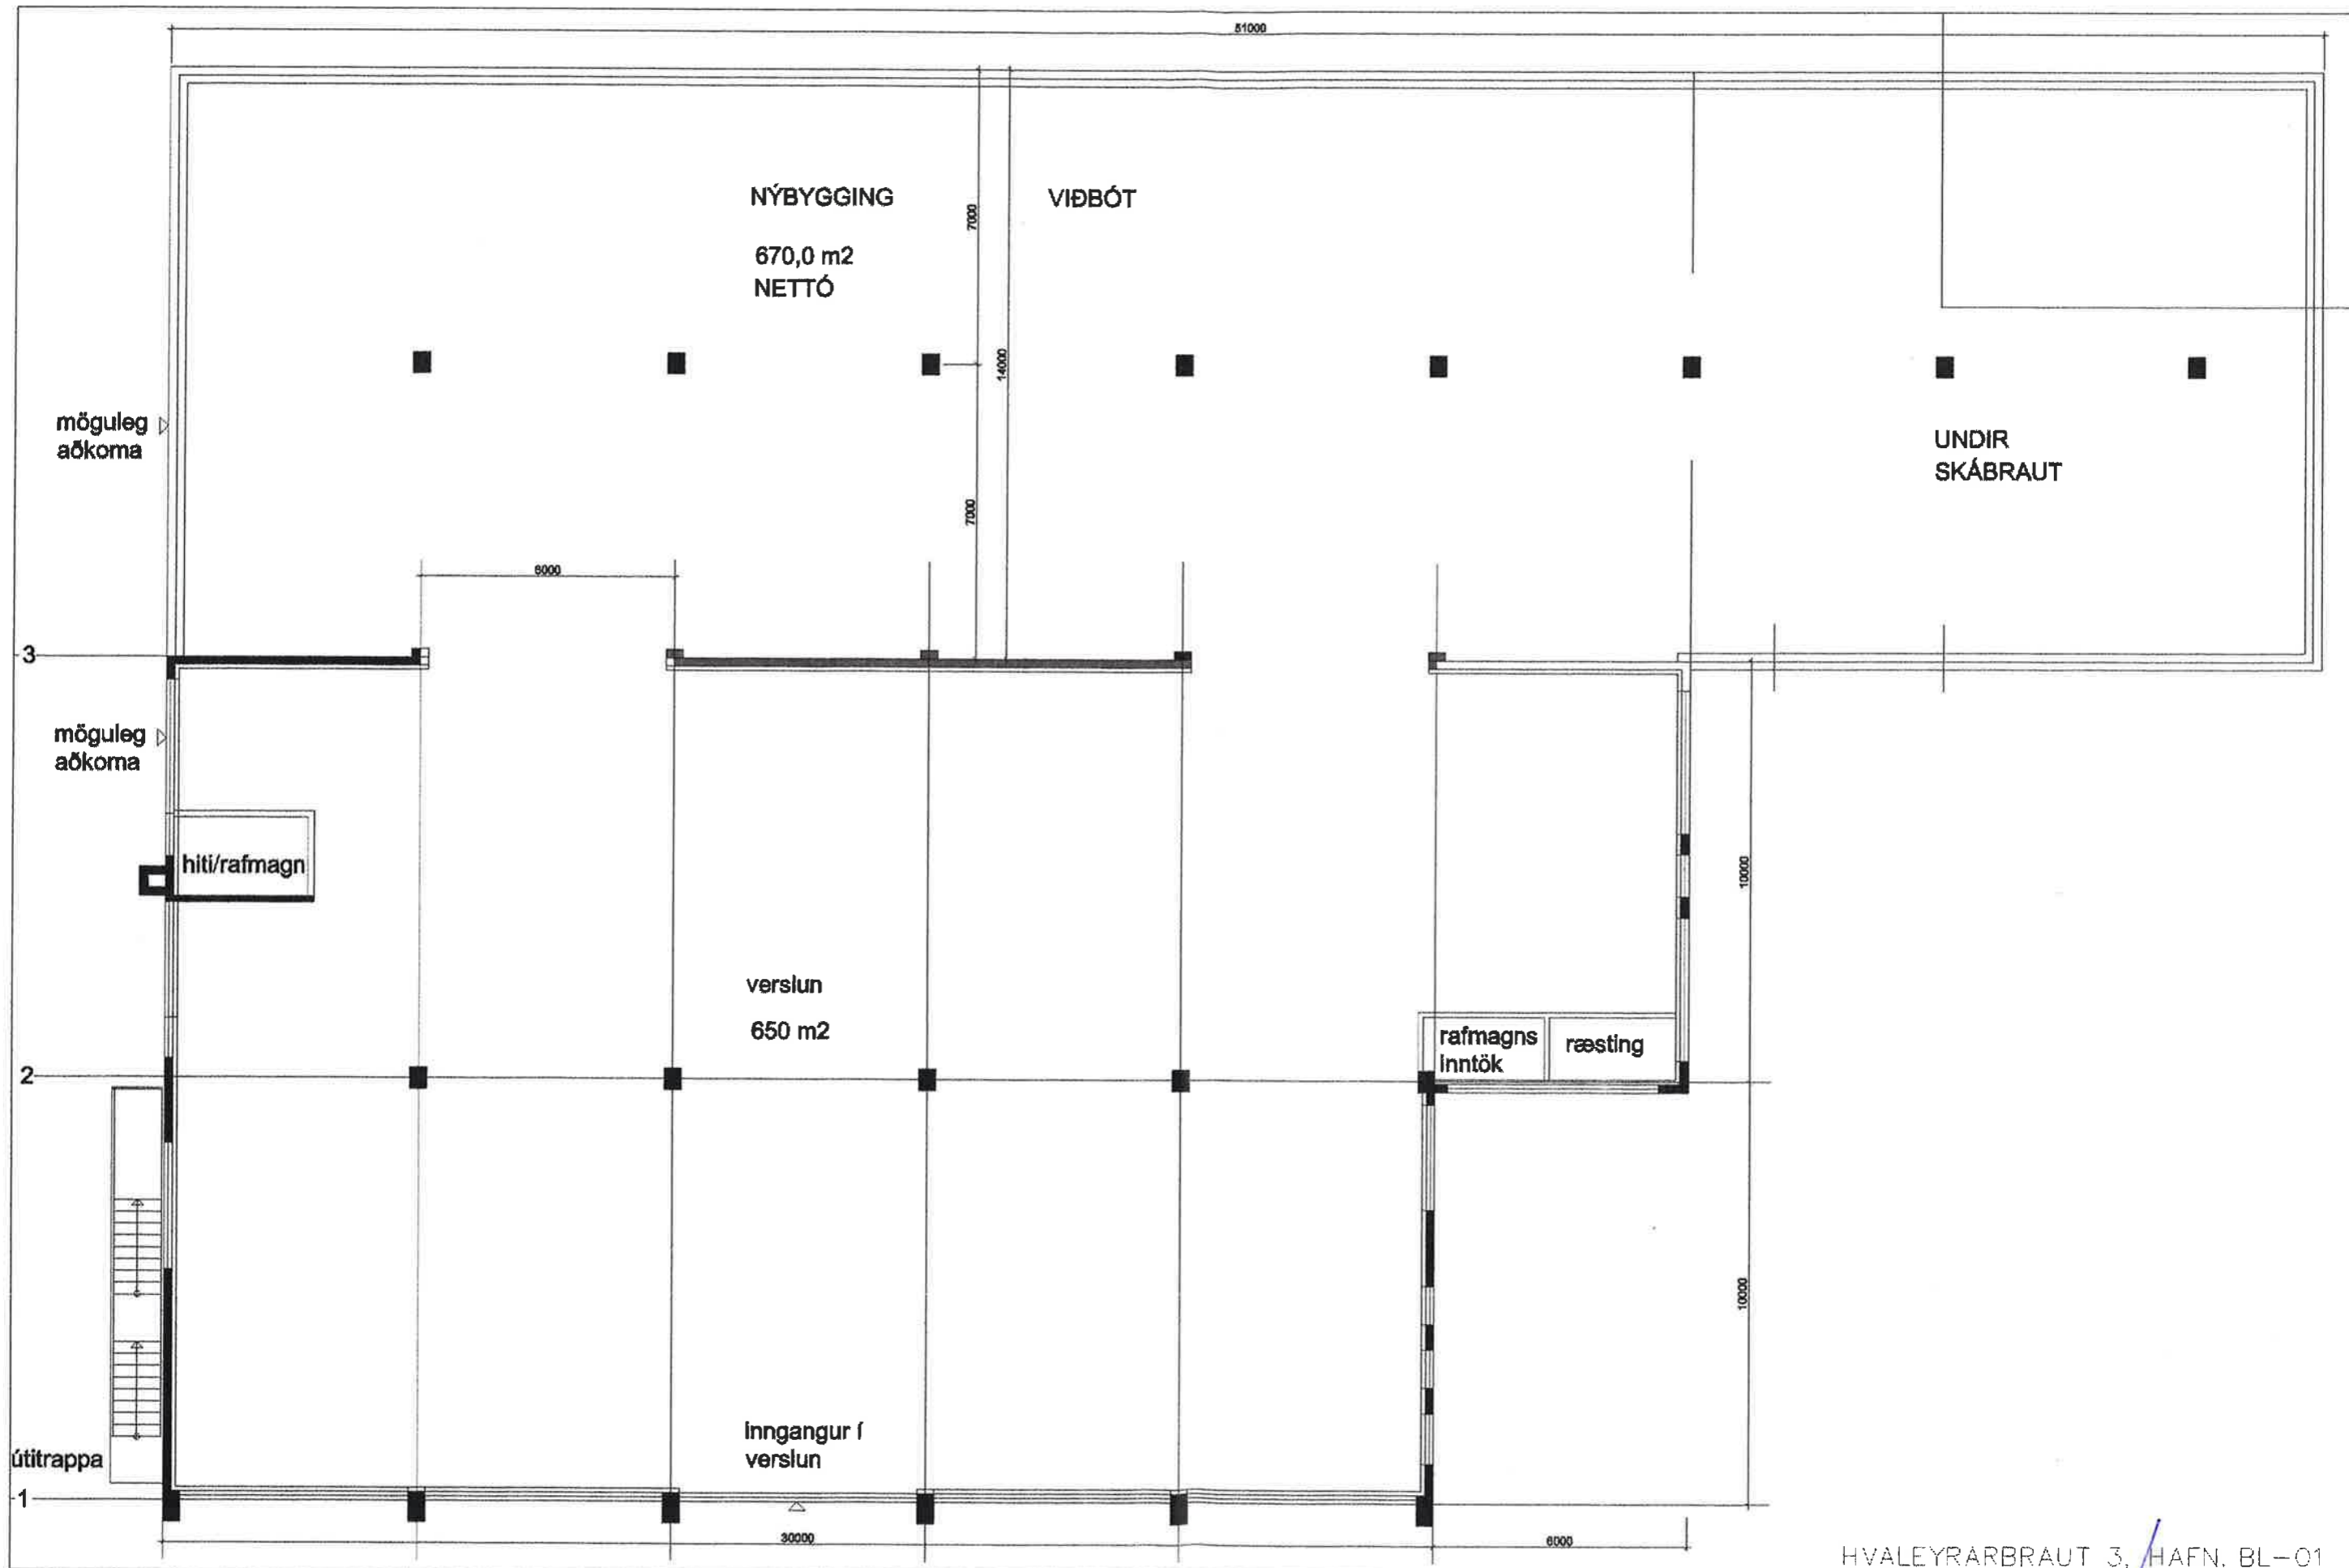 51000
NÝBYGGING
VIÐBÓT
670,0 m2
NETTÓ
7000
14000
möguleg
aðkoma
UNDIR
SKÁBRAUT
7000
6000
3
möguleg
aðkoma
hiti/rafmagn
10000
verslun
650 m2
rafmagns
inntök
ræsting
2
10000
inngangur í
verslun
útitrappa
1
30000
6000
HVALEYRARBRAUT 3, HAFN. BL-01